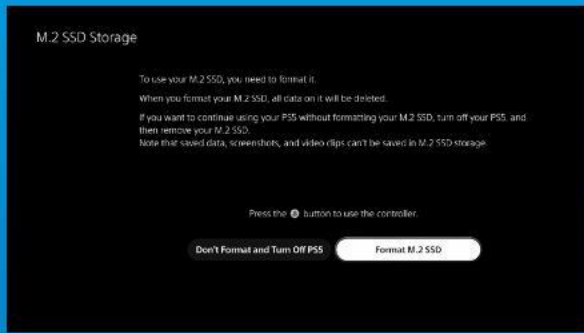 M.2 SSD Storage
To use your M.2 SSD, you need to format it.
When you format your M.2 SSD, all data on it will be deleted.
If you want to continue using your PS5 without formatting your M.2 SSD, turn off your PS5, and
then remove your M.2 SSD.
Note that saved data, screenshots, and video clips can't be saved in M.2 SSD storage.
Press the button to use the controller.
Don't Format and Turn Off PS5
Format M.2 SSD